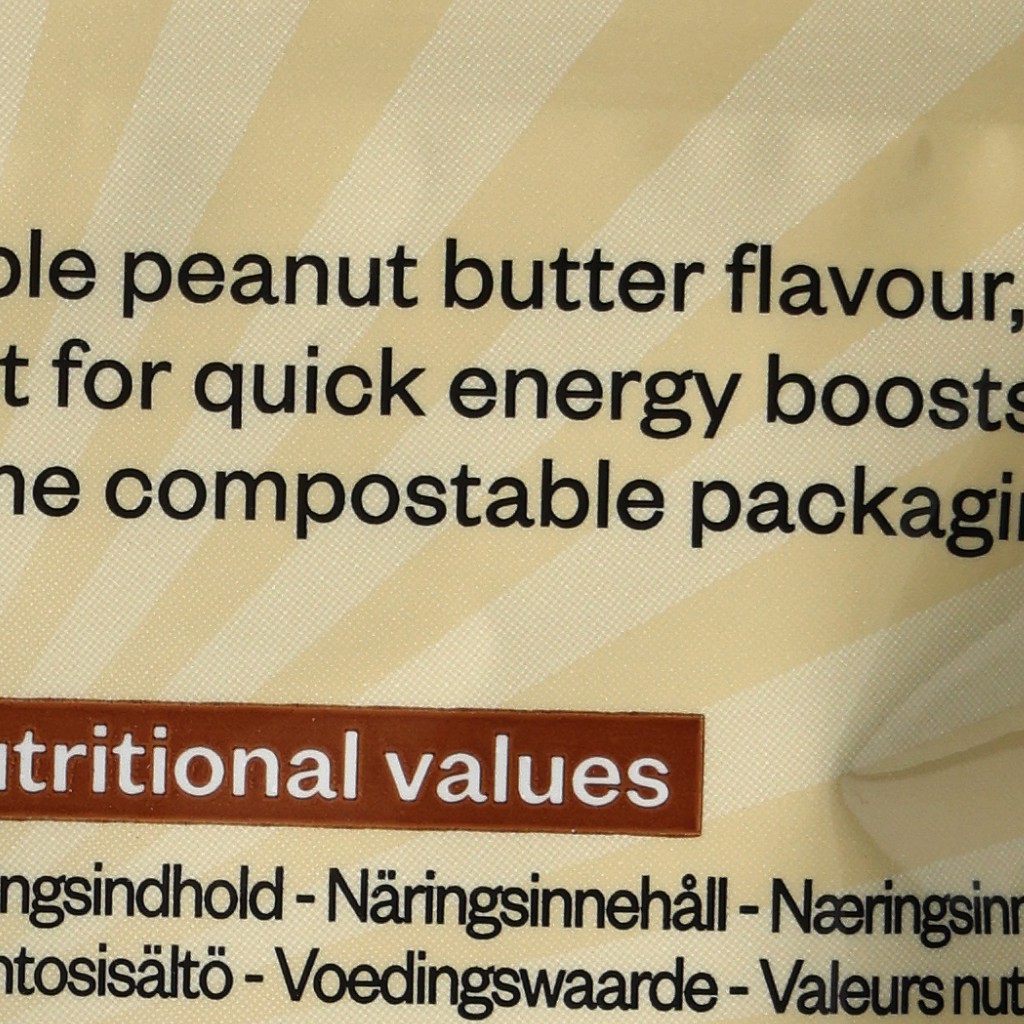 ble peanut butter flavour,
t for quick energy boosts
ne compostable packagi
utritional values
ngsindhold - Näringsinnehåll - Næringsinn
ntosisältö - Voedingswaarde - Valeurs nut